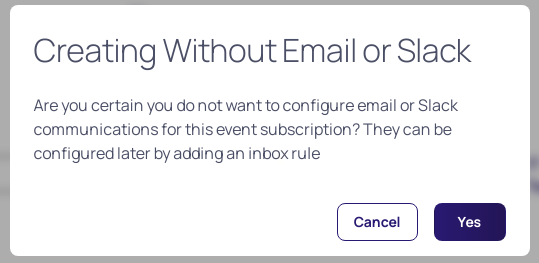 Creating Without Email or Slack
Are you certain you do not want to configure email or Slack
communications for this event subscription? They can be
configured later by adding an inbox rule
Cancel
Yes